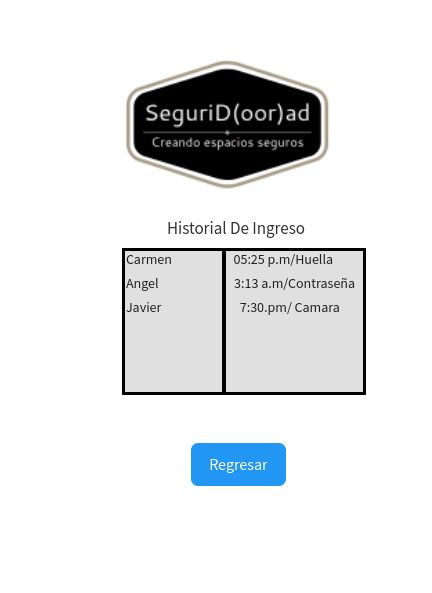 SeguriD(oor)ad
Creando espacios seguros
Historial De Ingreso
Carmen 05:25 p.m/Huella
Angel 3:13 a.m/Contraseña
Javier 7:30.pm/ Camara
Regresar